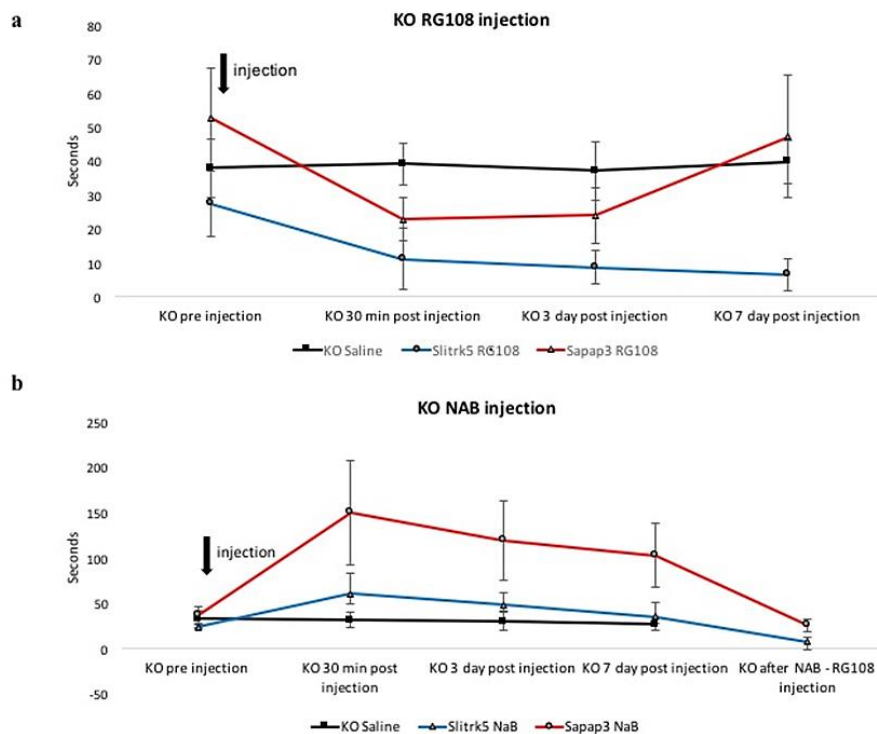 a
KO RG108 injection
80
70
60
50
40
30
20
10
0
Seconds
injection
KO pre injection
KO 30 min post injection
KO 3 day post injection
KO 7 day post injection
KO Saline
Slitrk5 RG108
Sapap3 RG108
b
KO NAB injection
250
200
150
100
50
0
-50
Seconds
injection
KO pre injection
KO 30 min post
injection
KO 3 day post injection
KO 7 day post injection
KO after NAB - RG108
injection
KO Saline
Slitrk5 NaB
Sapap3 NaB